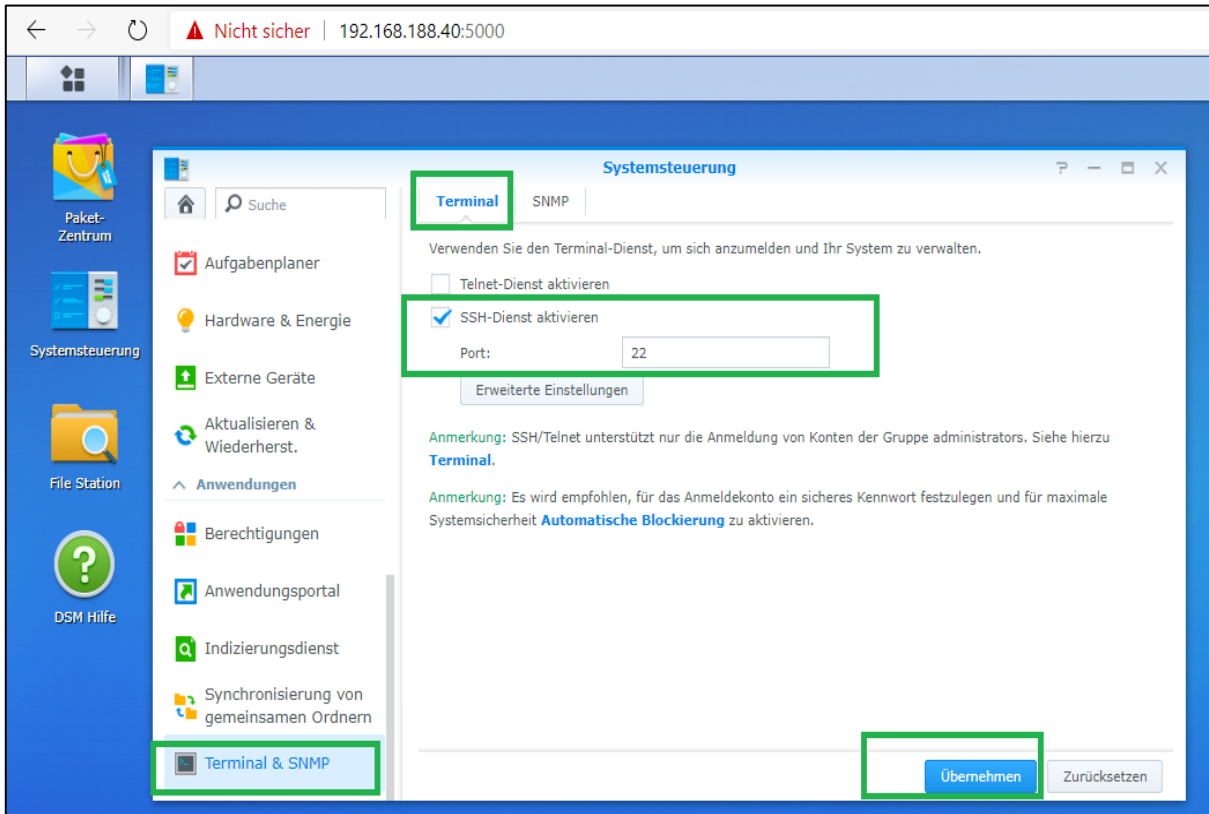 Nicht sicher | 192.168.188.40:5000
Paket-
Zentrum
Systemsteuerung
File Station
DSM Hilfe
Systemsteuerung
Suche
Aufgabenplaner
Hardware & Energie
Externe Geräte
Aktualisieren &
Wiederherst.
Anwendungen
Berechtigungen
Anwendungsportal
Indizierungsdienst
Synchronisierung von
gemeinsamen Ordnern
Terminal & SNMP
Terminal SNMP
Verwenden Sie den Terminal-Dienst, um sich anzumelden und Ihr System zu verwalten.
Telnet-Dienst aktivieren
SSH-Dienst aktivieren
Port: 22
Erweiterte Einstellungen
Anmerkung: SSH/Telnet unterstützt nur die Anmeldung von Konten der Gruppe administrators. Siehe hierzu
Terminal.
Anmerkung: Es wird empfohlen, für das Anmeldekonto ein sicheres Kennwort festzulegen und für maximale
Systemsicherheit Automatische Blockierung zu aktivieren.
Übernehmen Zurücksetzen